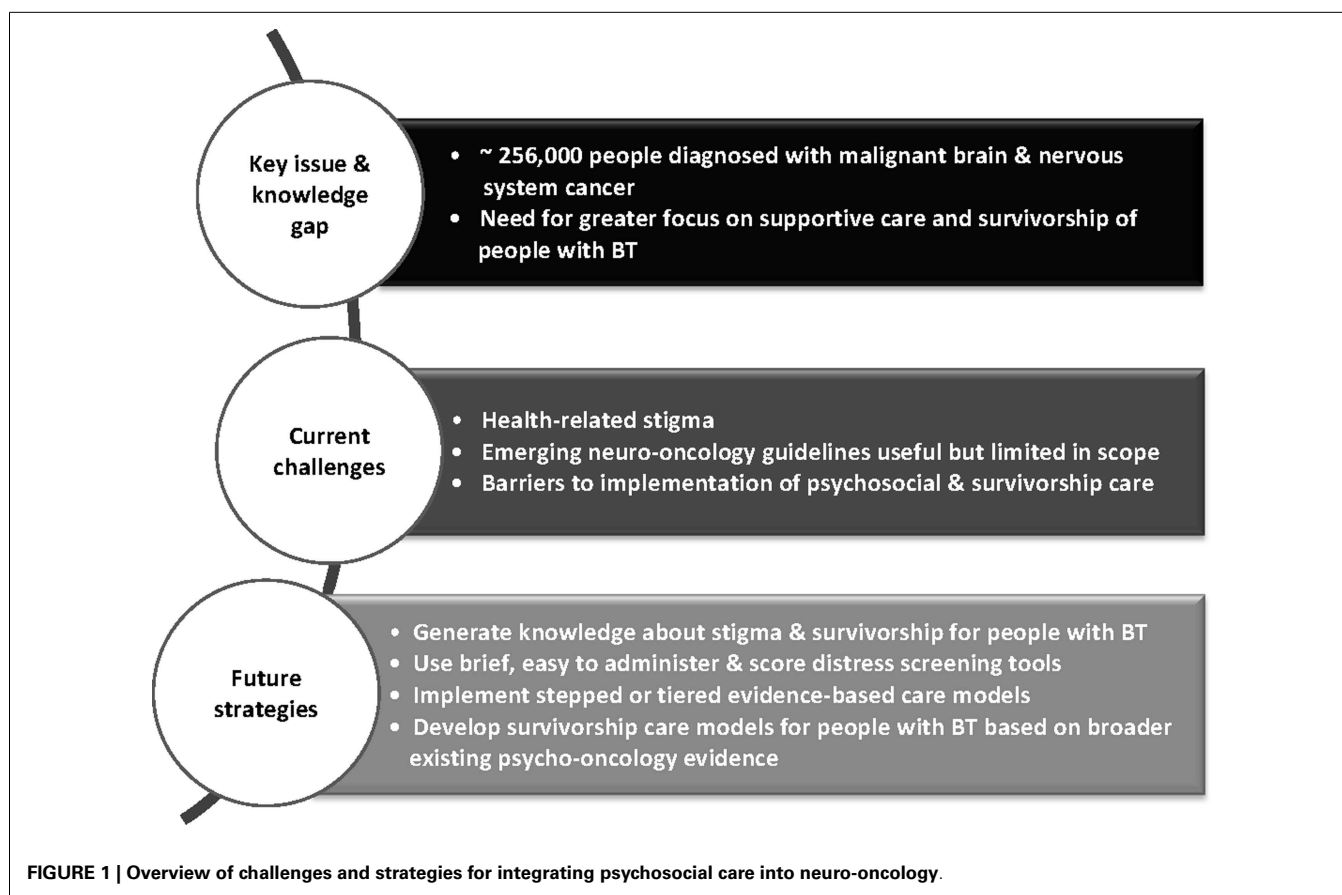 Key issue &
knowledge
gap
• ~ 256,000 people diagnosed with malignant brain & nervous
system cancer
• Need for greater focus on supportive care and survivorship of
people with BT
Current
challenges
• Health-related stigma
• Emerging neuro-oncology guidelines useful but limited in scope
• Barriers to implementation of psychosocial & survivorship care
Future
strategies
• Generate knowledge about stigma & survivorship for people with BT
• Use brief, easy to administer & score distress screening tools
• Implement stepped or tiered evidence-based care models
• Develop survivorship care models for people with BT based on broader
existing psycho-oncology evidence
FIGURE 1 | Overview of challenges and strategies for integrating psychosocial care into neuro-oncology.